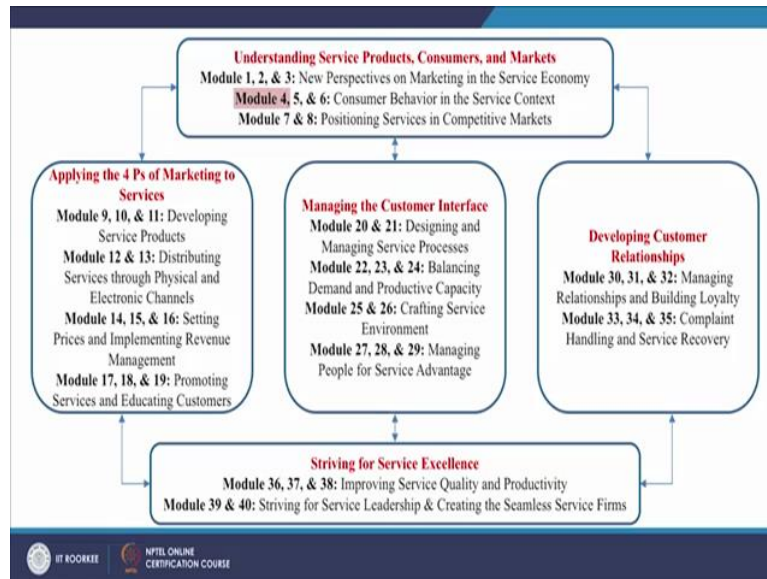 Understanding Service Products, Consumers, and Markets
Module 1, 2, & 3: New Perspectives on Marketing in the Service Economy
Module 4, 5, & 6: Consumer Behavior in the Service Context
Module 7 & 8: Positioning Services in Competitive Markets
Applying the 4 Ps of Marketing to
Services
Module 9, 10, & 11: Developing
Service Products
Module 12 & 13: Distributing
Services through Physical and
Electronic Channels
Module 14, 15, & 16: Setting
Prices and Implementing Revenue
Management
Module 17, 18, & 19: Promoting
Services and Educating Customers
Managing the Customer Interface
Module 20 & 21: Designing and
Managing Service Processes
Module 22, 23, & 24: Balancing
Demand and Productive Capacity
Module 25 & 26: Crafting Service
Environment
Module 27, 28, & 29: Managing
People for Service Advantage
Developing Customer
Relationships
Module 30, 31, & 32: Managing
Relationships and Building Loyalty
Module 33, 34, & 35: Complaint
Handling and Service Recovery
Striving for Service Excellence
Module 36, 37, & 38: Improving Service Quality and Productivity
Module 39 & 40: Striving for Service Leadership & Creating the Seamless Service Firms
IIT ROORKEE
NPTEL ONLINE
CERTIFICATION COURSE